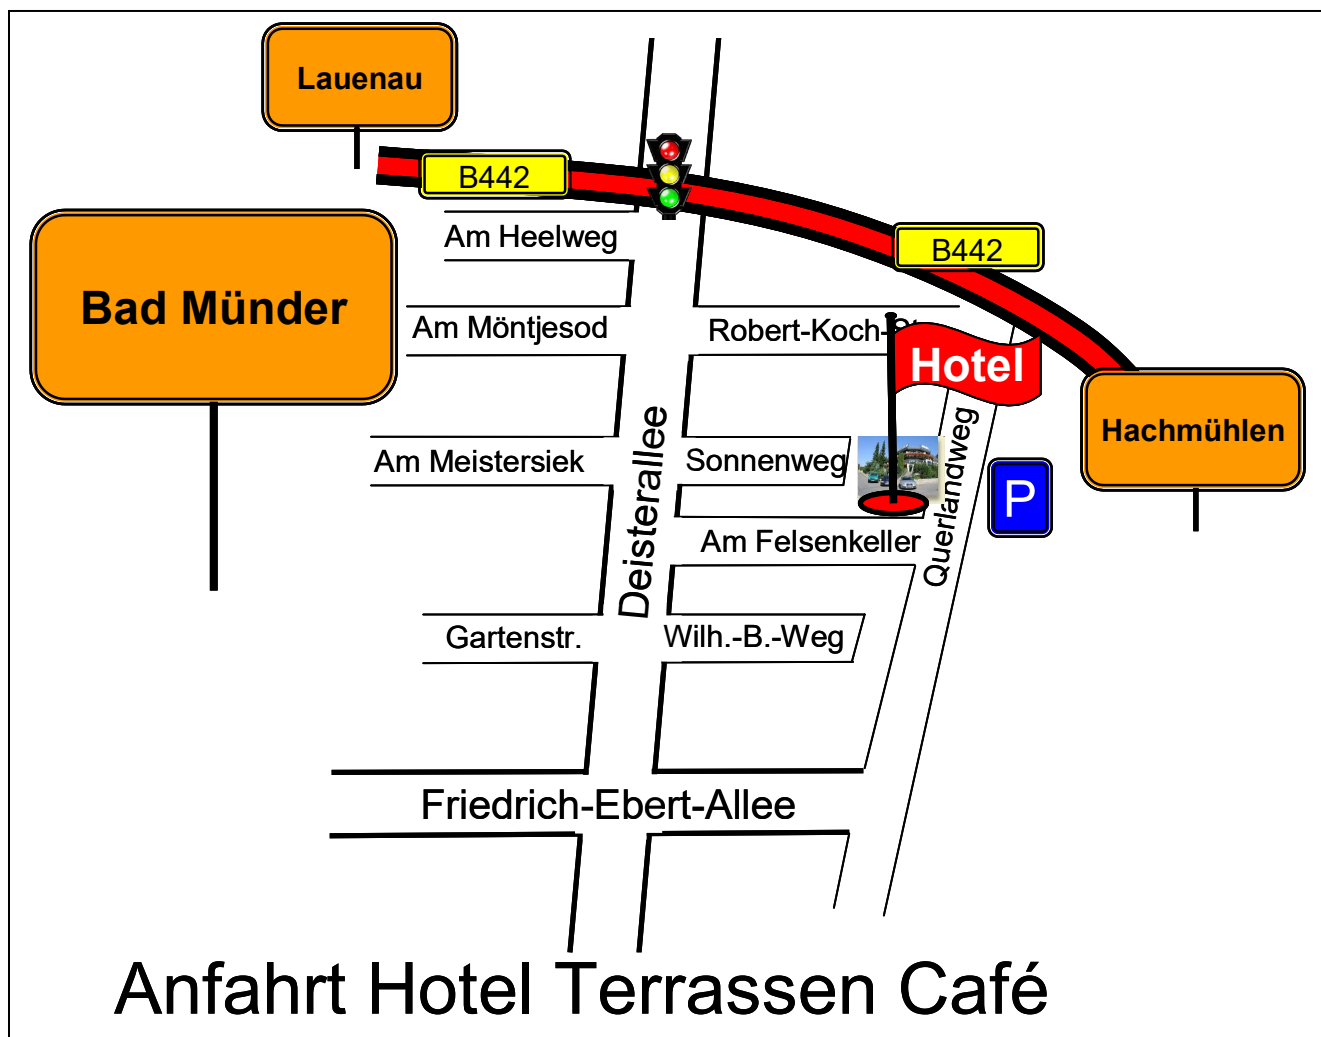 Lauenau
B442
Am Heelweg
B442
Bad Münder
Am Möntjesod
Robert-Koch-St
Hotel
Deisterallee
Querlandweg
Hachmühlen
Am Meistersiek
Sonnenweg
P
Am Felsenkeller
Gartenstr.
Wilh.-B.-Weg
Friedrich-Ebert-Allee
Anfahrt Hotel Terrassen Café